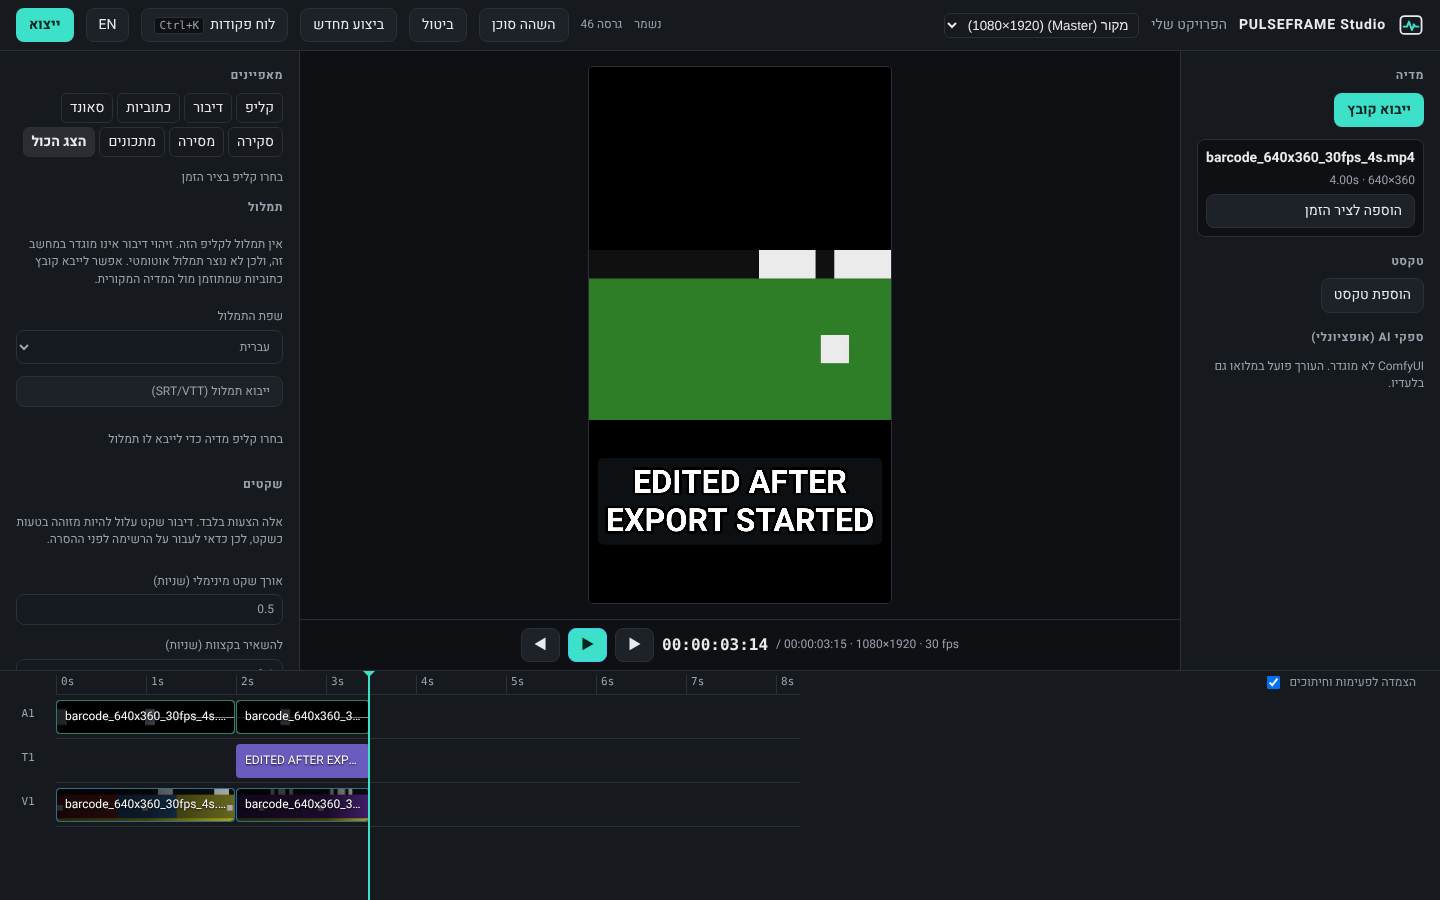 PULSEFRAME Studio
הפרויקט שלי
מקור (Master) (1080×1920)
נשמר
גרסה 46
השהה סוכן
ביטול
ביצוע מחדש
לוח פקודות Ctrl+K
EN
ייצוא
מדיה
ייבוא קובץ
barcode_640x360_30fps_4s.mp4
4.00s · 640×360
הוספה לציר הזמן
טקסט
הוספת טקסט
ספקי AI (אופציונלי)
ComfyUI לא מוגדר. העורך פועל במלואו גם
בלעדיו.
EDITED AFTER
EXPORT STARTED
00:00:03:14 / 00:00:03:15 · 1080×1920 · 30 fps
מאפיינים
קליפ
דיבור
כתוביות
סאונד
סקירה
מסירה
מתכונים
הצג הכול
בחרו קליפ בציר הזמן
תמלול
אין תמלול לקליפ הזה. זיהוי דיבור אינו מוגדר במחשב
זה, ולכן לא נוצר תמלול אוטומטי. אפשר לייבא קובץ
כתוביות שמתוזמן מול המדיה המקורית.
שפת התמלול
עברית
ייבוא תמלול (SRT/VTT)
בחרו קליפ מדיה כדי לייבא לו תמלול
שקטים
אלה הצעות בלבד. דיבור שקט עלול להיות מזוהה בטעות
כשקט, לכן כדאי לעבור על הרשימה לפני ההסרה.
אורך שקט מינימלי (שניות)
0.5
להשאיר בקצוות (שניות)
הצמדה לפעימות וחיתוכים
0s 1s 2s 3s 4s 5s 6s 7s 8s
A1
barcode_640x360_30fps_4s.…
barcode_640x360_3…
T1
EDITED AFTER EXP…
V1
barcode_640x360_30fps_4s.…
barcode_640x360_3…